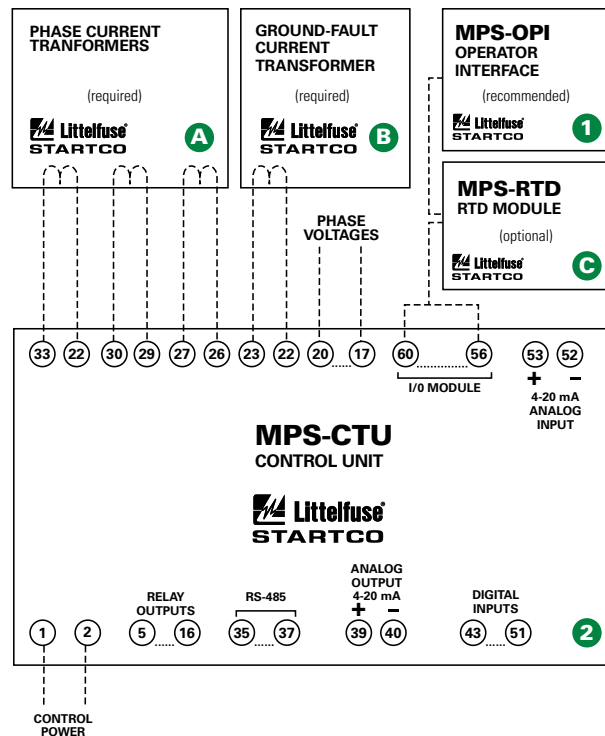 PHASE CURRENT
TRANFORMERS
(required)
Littelfuse®
STARTCO
A
GROUND-FAULT
CURRENT
TRANSFORMER
(required)
Littelfuse®
STARTCO
B
MPS-OPI
OPERATOR
INTERFACE
(recommended)
Littelfuse®
STARTCO
1
MPS-RTD
RTD MODULE
(optional)
Littelfuse®
STARTCO
C
PHASE
VOLTAGES
33 22 30 29 27 26 23 22 20 ...... 17 60 ............... 56 53 52
I/0 MODULE
+ –
4-20 mA
ANALOG
INPUT
MPS-CTU
CONTROL UNIT
Littelfuse®
STARTCO
RELAY
OUTPUTS
RS-485
ANALOG
OUTPUT
4-20 mA
+ –
DIGITAL
INPUTS
1 2 5 ...... 16 35 ...... 37 39 40 43 ...... 51
2
CONTROL
POWER